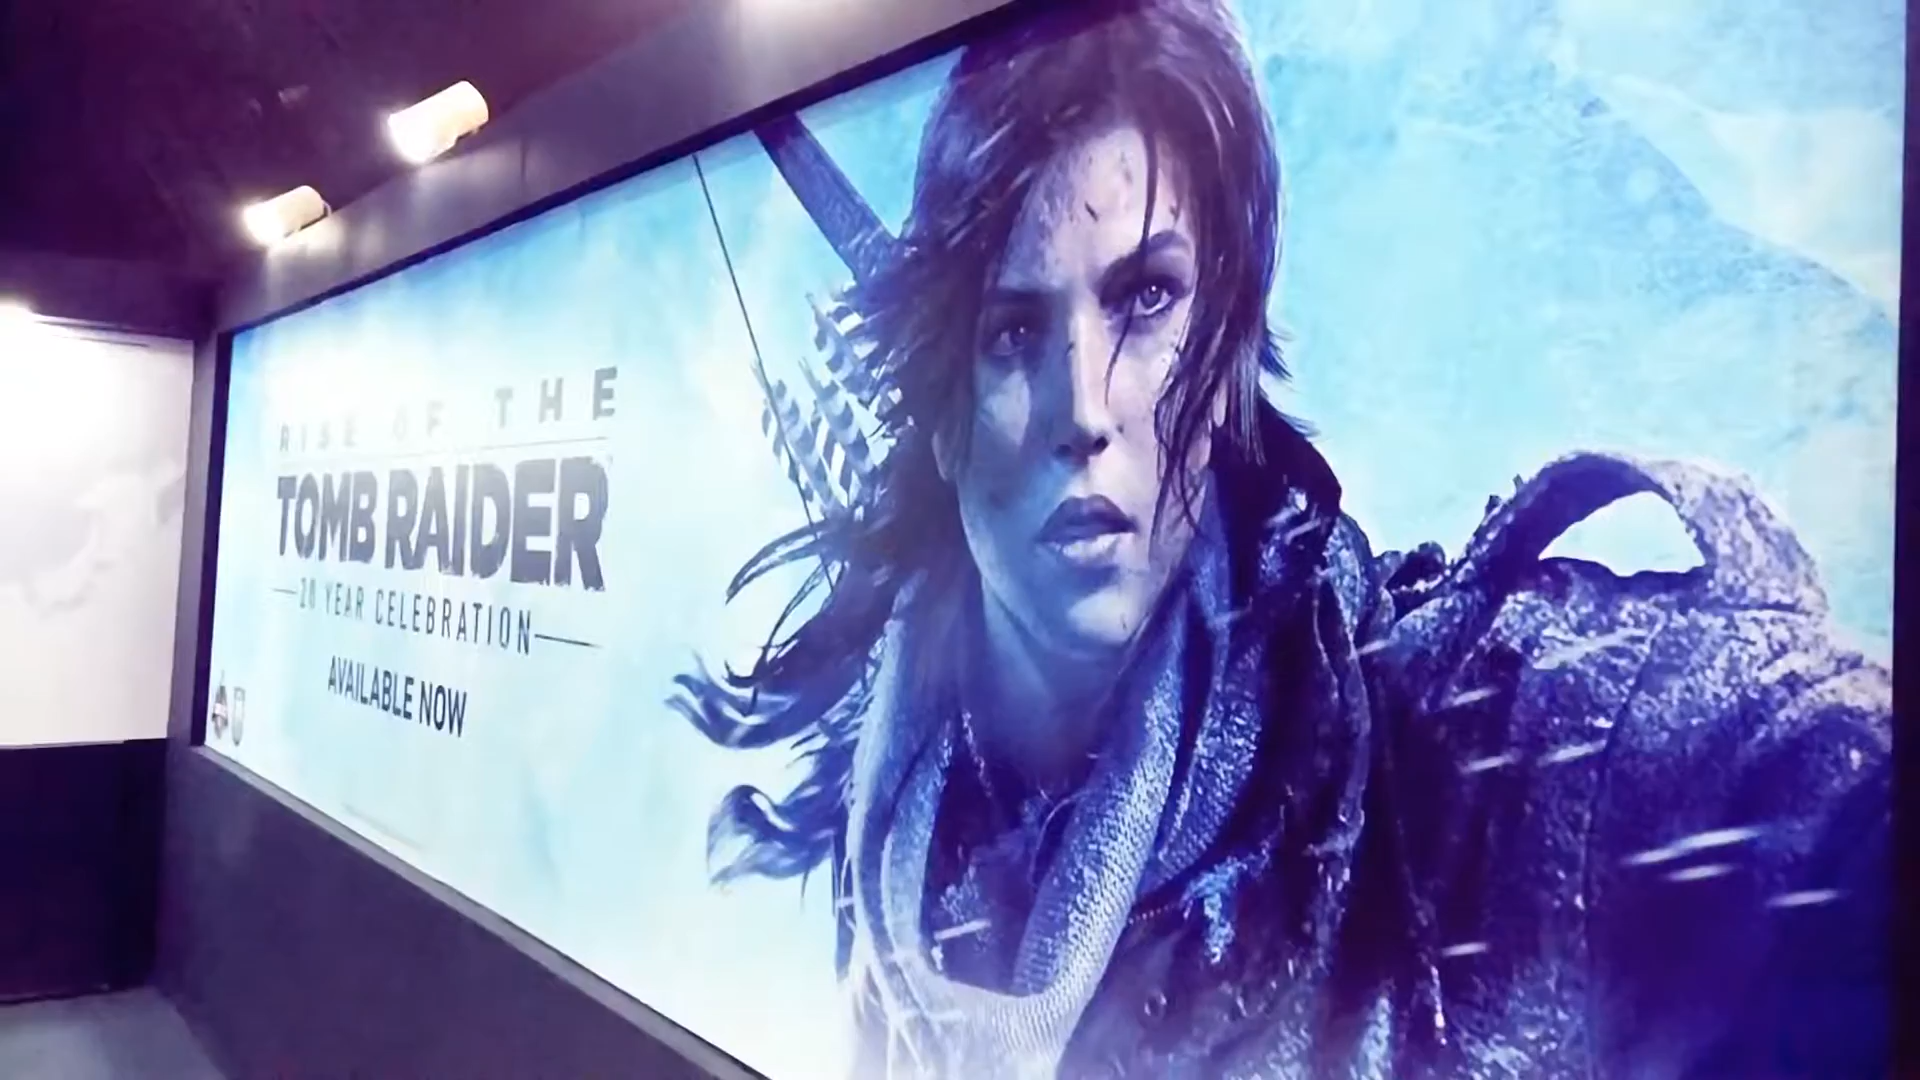 RISE OF THE
TOMB RAIDER
20 YEAR CELEBRATION
AVAILABLE NOW